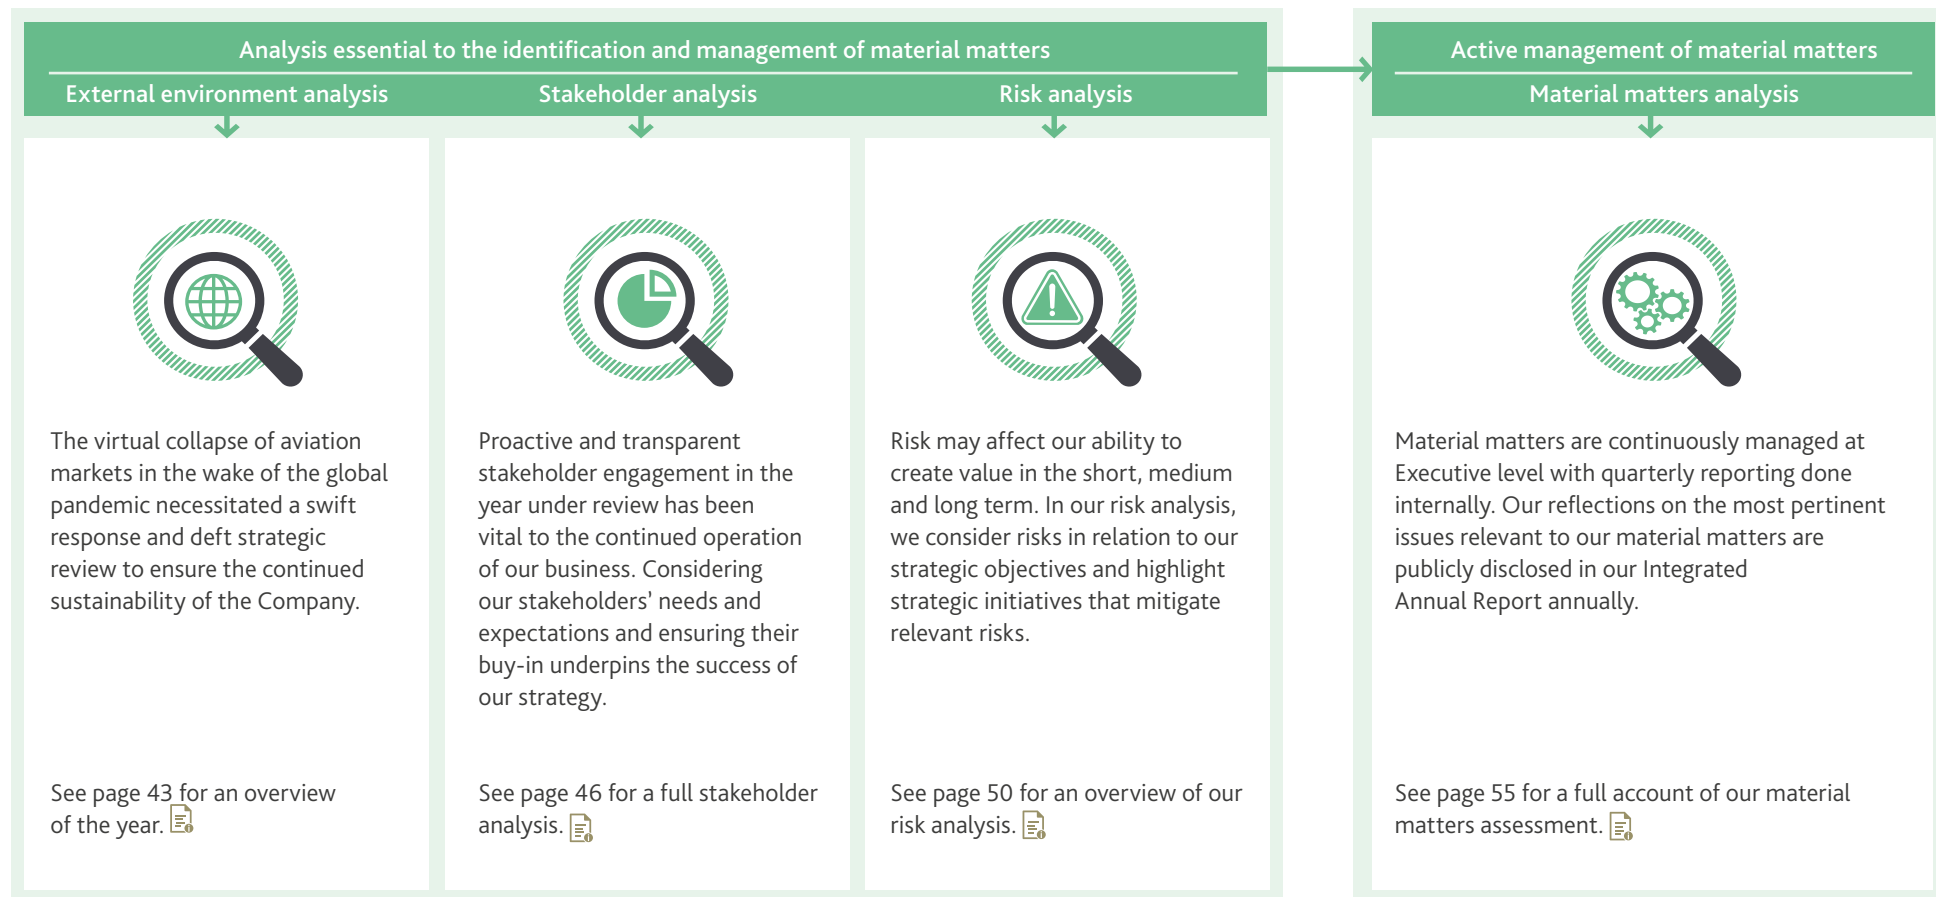 Analysis essential to the identification and management of material matters
External environment analysis
Stakeholder analysis
Risk analysis
The virtual collapse of aviation
markets in the wake of the global
pandemic necessitated a swift
response and deft strategic
review to ensure the continued
sustainability of the Company.
See page 43 for an overview
of the year.
Proactive and transparent
stakeholder engagement in the
year under review has been
vital to the continued operation
of our business. Considering
our stakeholders’ needs and
expectations and ensuring their
buy-in underpins the success of
our strategy.
See page 46 for a full stakeholder
analysis.
Risk may affect our ability to
create value in the short, medium
and long term. In our risk analysis,
we consider risks in relation to our
strategic objectives and highlight
strategic initiatives that mitigate
relevant risks.
See page 50 for an overview of our
risk analysis.
Active management of material matters
Material matters analysis
Material matters are continuously managed at
Executive level with quarterly reporting done
internally. Our reflections on the most pertinent
issues relevant to our material matters are
publicly disclosed in our Integrated
Annual Report annually.
See page 55 for a full account of our material
matters assessment.